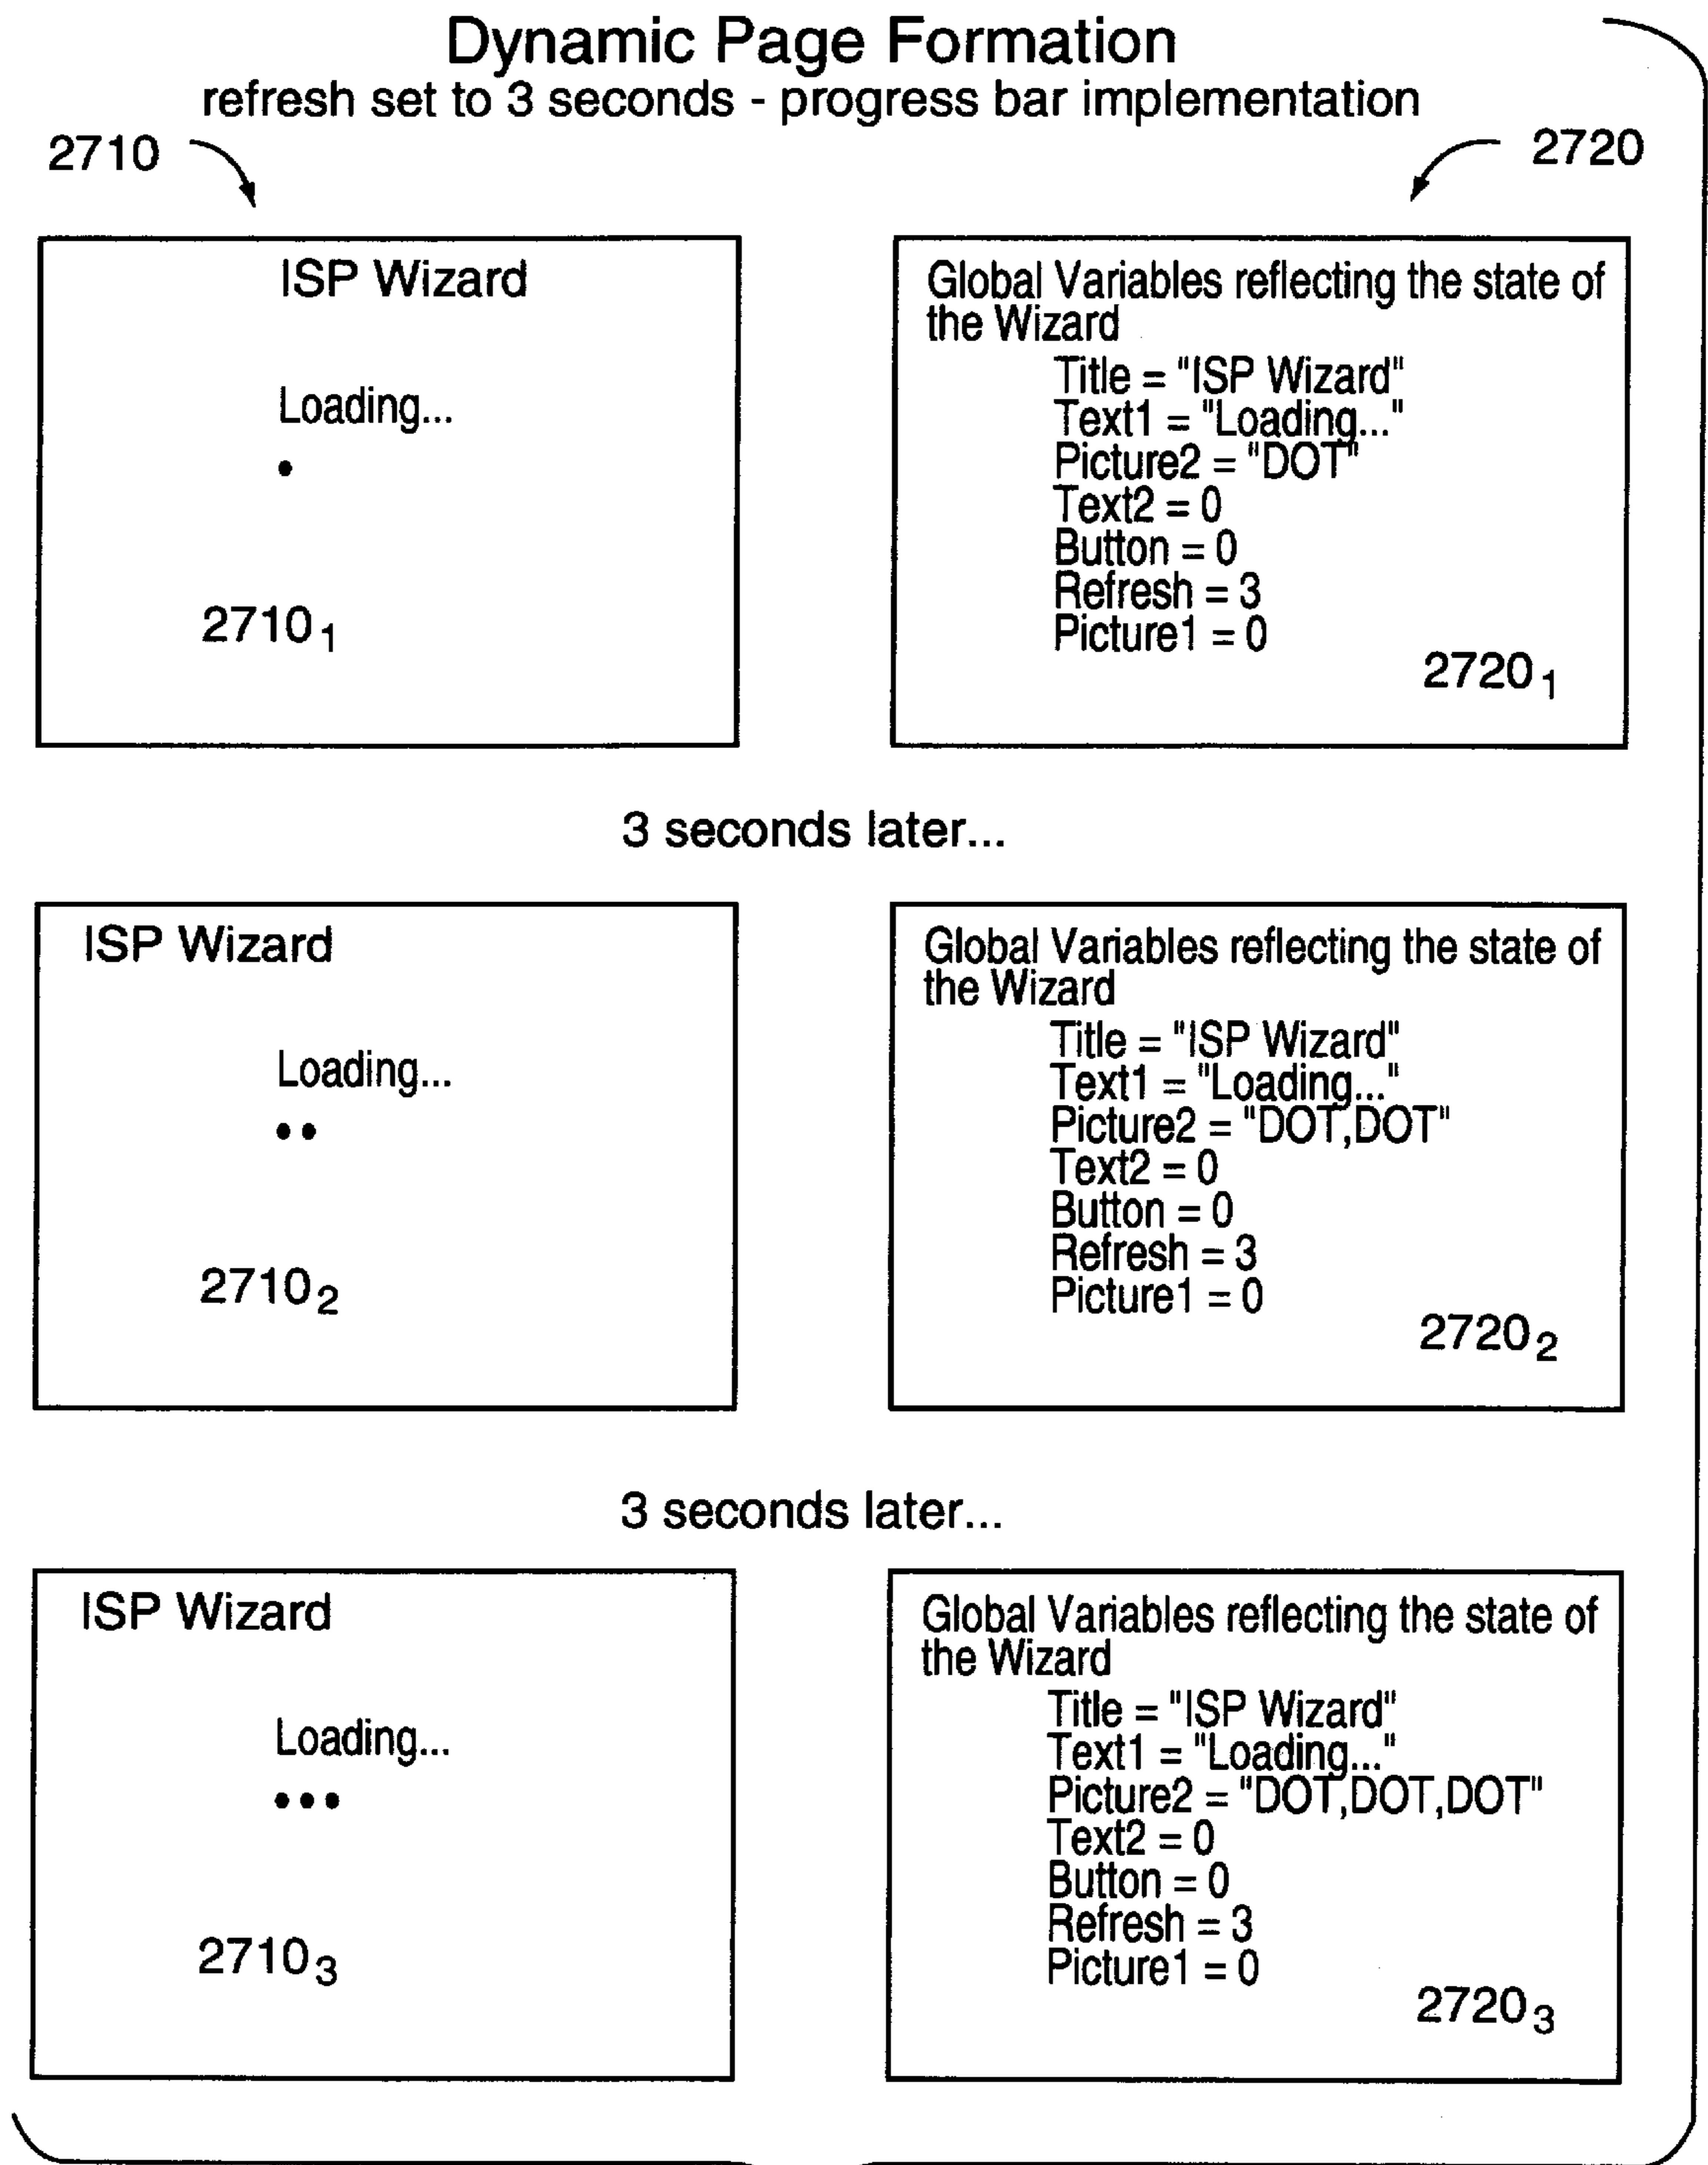 Dynamic Page Formation
refresh set to 3 seconds - progress bar implementation
2710
2720
ISP Wizard
Loading...
2710₁
Global Variables reflecting the state of
the Wizard
Title = "ISP Wizard"
Text1 = "Loading..."
Picture2 = "DOT"
Text2 = 0
Button = 0
Refresh = 3
Picture1 = 0
2720₁
3 seconds later...
ISP Wizard
Loading...
2710₂
Global Variables reflecting the state of
the Wizard
Title = "ISP Wizard"
Text1 = "Loading..."
Picture2 = "DOT,DOT"
Text2 = 0
Button = 0
Refresh = 3
Picture1 = 0
2720₂
3 seconds later...
ISP Wizard
Loading...
2710₃
Global Variables reflecting the state of
the Wizard
Title = "ISP Wizard"
Text1 = "Loading..."
Picture2 = "DOT,DOT,DOT"
Text2 = 0
Button = 0
Refresh = 3
Picture1 = 0
2720₃